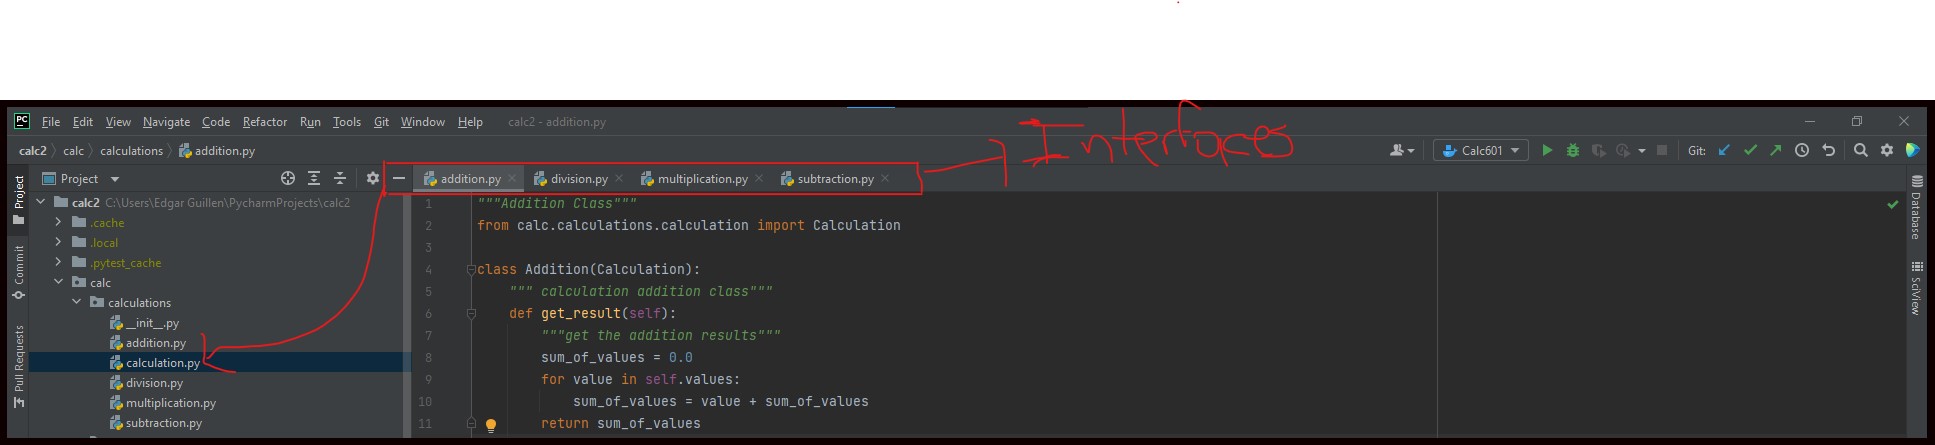 Interfaces
PC File Edit View Navigate Code Refactor Run Tools Git Window Help calc2 - addition.py
calc2 calc calculations addition.py Calc601 Git:
Project
Project addition.py division.py multiplication.py subtraction.py
calc2 C:\Users\Edgar Guillen\PycharmProjects\calc2
.cache
.local
.pytest_cache
calc
calculations
__init__.py
addition.py
calculation.py
division.py
multiplication.py
subtraction.py
Commit
Pull Requests
1 """Addition Class"""
2 from calc.calculations.calculation import Calculation
3
4 class Addition(Calculation):
5 """ calculation addition class"""
6 def get_result(self):
7 """get the addition results"""
8 sum_of_values = 0.0
9 for value in self.values:
10 sum_of_values = value + sum_of_values
11 return sum_of_values
Database
SciView